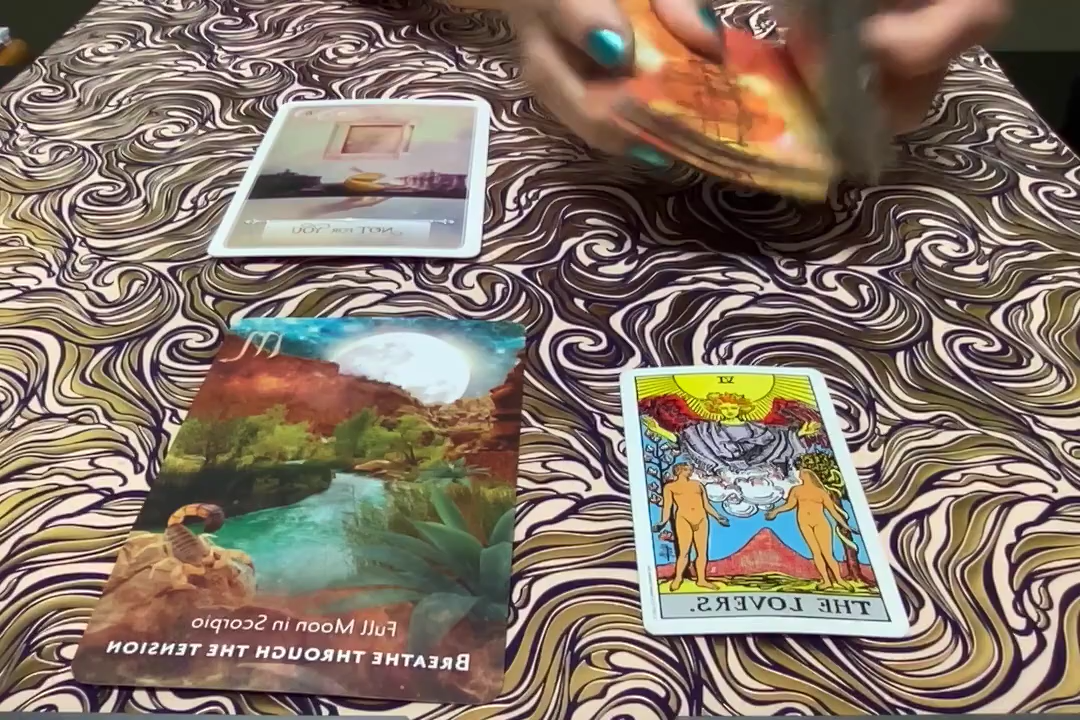 NOT FOR YOU
VI
THE LOVERS.
Full Moon in Scorpio
BREATHE THROUGH THE TENSION